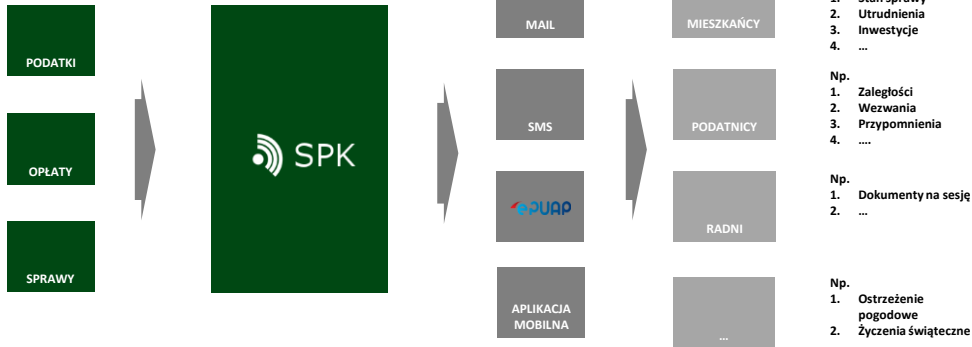 PODATKI
OPŁATY
SPRAWY
SPK
MAIL
SMS
ePUAP
APLIKACJA
MOBILNA
MIESZKAŃCY
PODATNICY
RADNI
...
2. Utrudnienia
3. Inwestycje
4. ...
Np.
1. Zaległości
2. Wezwania
3. Przypomnienia
4. ....
Np.
1. Dokumenty na sesję
2. ...
Np.
1. Ostrzeżenie
pogodowe
2. Życzenia świąteczne